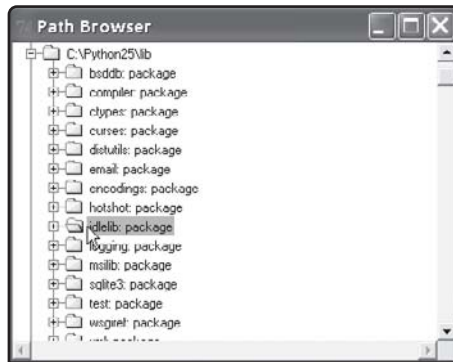 Path Browser
C:\Python25\lib
bsddb: package
compiler: package
ctypes: package
curses: package
distutils: package
email: package
encodings: package
hotshot: package
idlelib: package
logging: package
msilib: package
sqlite3: package
test: package
wsgiref: package